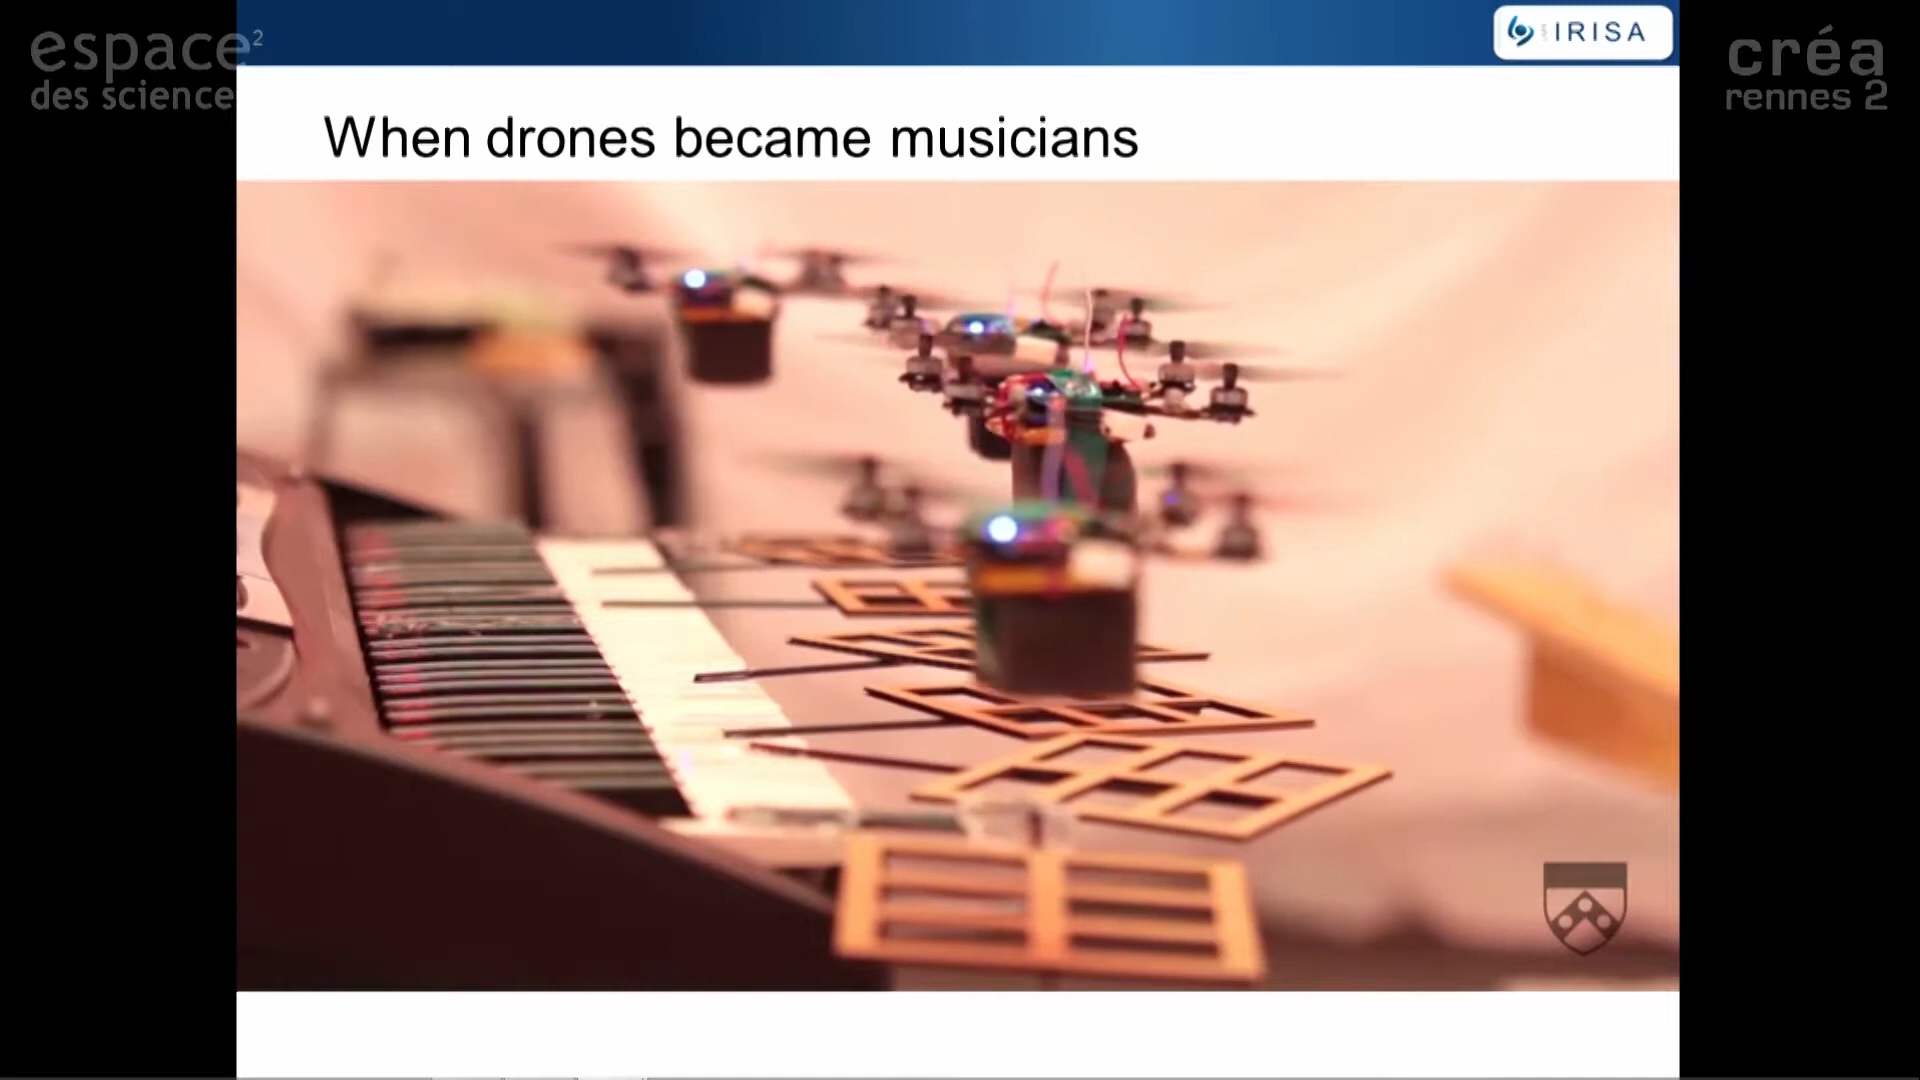 espace²
des science
IRISA
créa
rennes 2
When drones became musicians